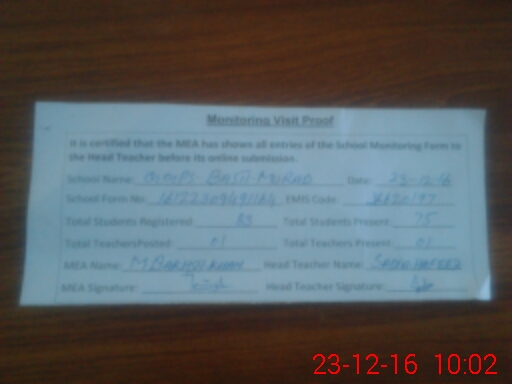 Monitoring Visit Proof
It is certified that the MEA has shown all entries of the School Monitoring Form to
the Head Teacher before its online submission.
School Name: Date: 23-12-16
School Form No. EMIS Code:
Total Students Registered: 83 Total Students Present: 75
Total TeachersPosted: 01 Total Teachers Present: 01
MEA Name: Head Teacher Name:
MEA Signature: Head Teacher Signature:
23-12-16 10:02